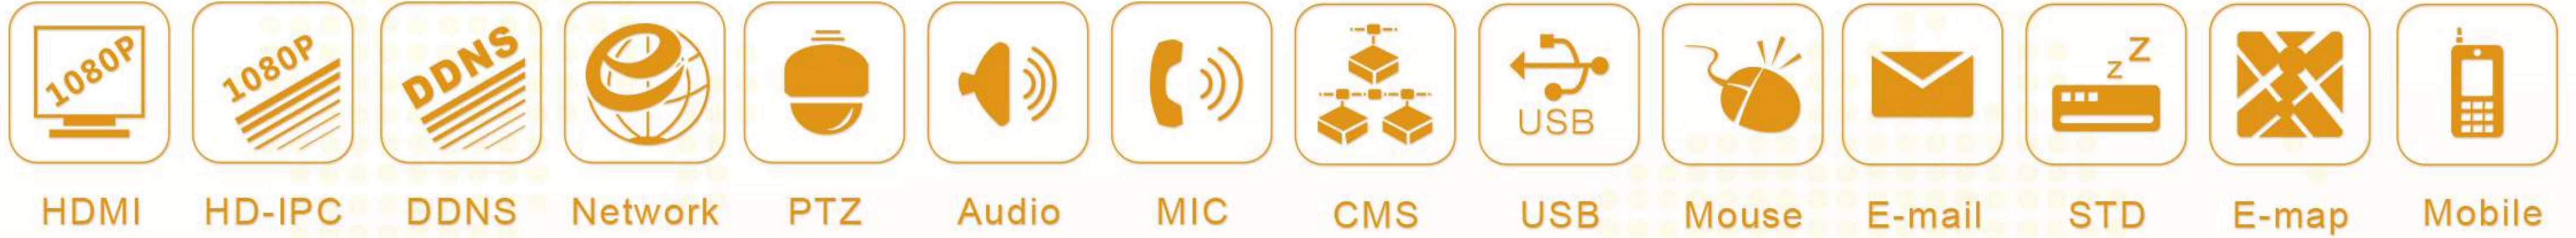 1080P 1080P DDNS USB z Z
HDMI HD-IPC DDNS Network PTZ Audio MIC CMS USB Mouse E-mail STD E-map Mobile